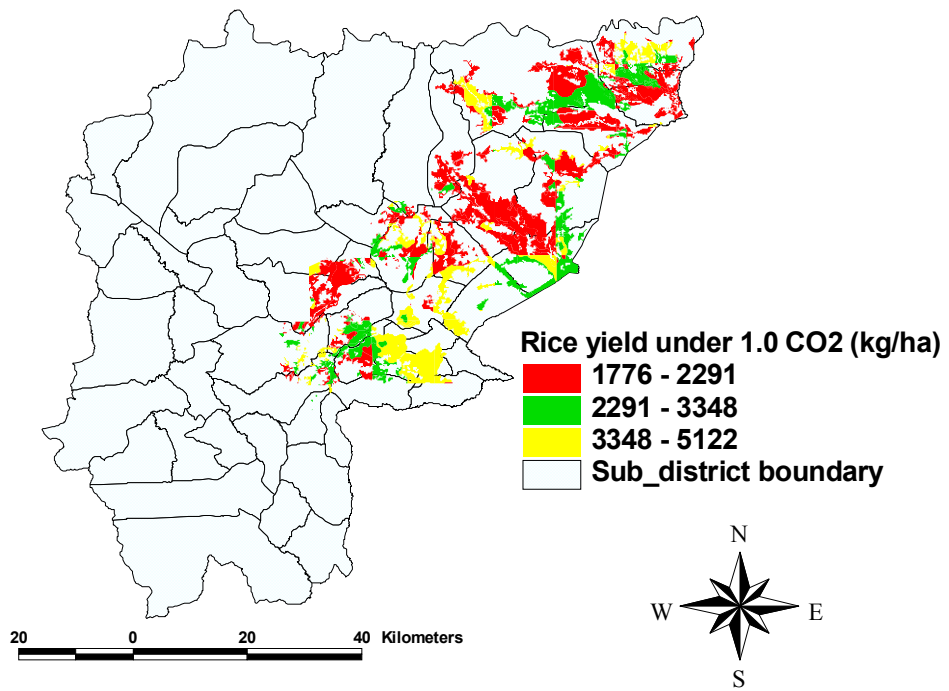 Rice yield under 1.0 CO2 (kg/ha)
1776 - 2291
2291 - 3348
3348 - 5122
Sub_district boundary
N
W E
S
20 0 20 40 Kilometers